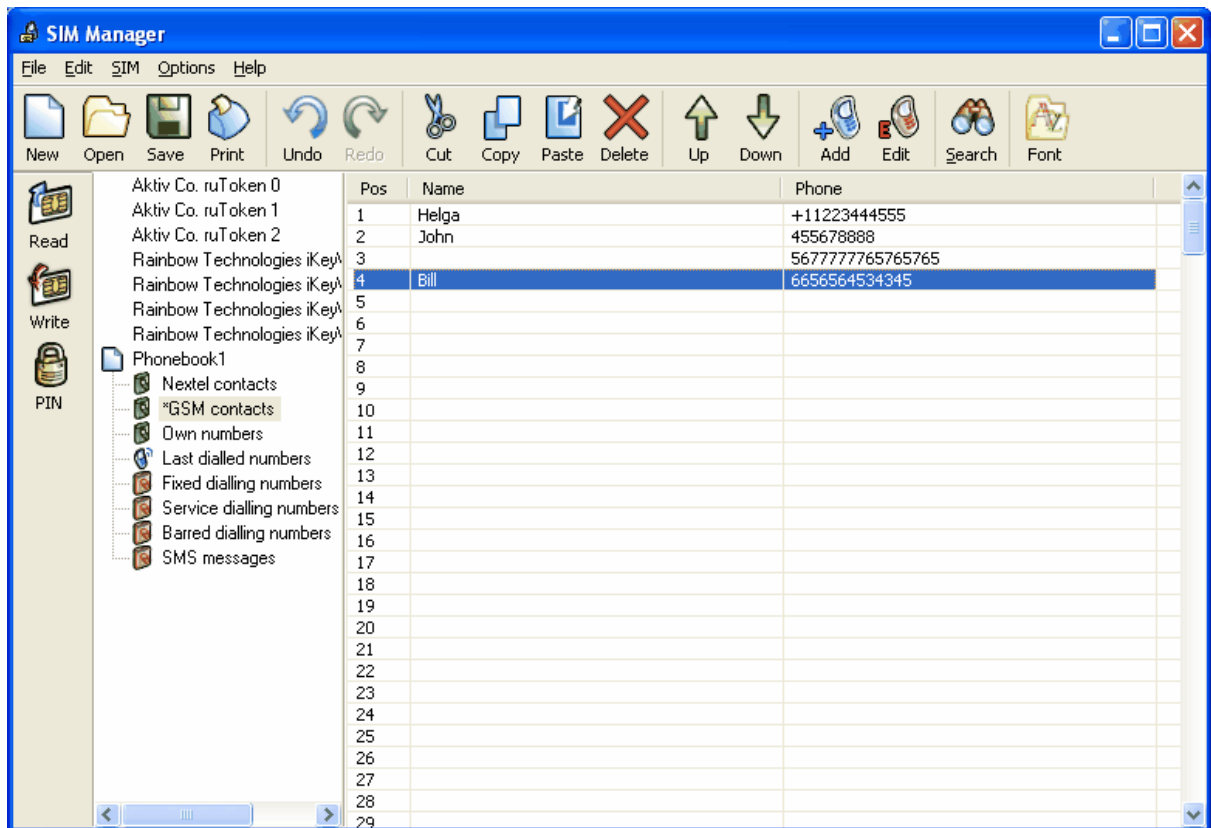 SIM Manager
File Edit SIM Options Help
New Open Save Print Undo Redo Cut Copy Paste Delete Up Down Add Edit Search Font
Read
Write
PIN
Aktiv Co. ruToken 0
Aktiv Co. ruToken 1
Aktiv Co. ruToken 2
Rainbow Technologies iKeyV
Rainbow Technologies iKeyV
Rainbow Technologies iKeyV
Rainbow Technologies iKeyV
Phonebook1
Nextel contacts
*GSM contacts
Own numbers
Last dialled numbers
Fixed dialling numbers
Service dialling numbers
Barred dialling numbers
SMS messages
Pos Name Phone
1 Helga +11223444555
2 John 455678888
3 5677777765765765
4 Bill 6656564534345
5
6
7
8
9
10
11
12
13
14
15
16
17
18
19
20
21
22
23
24
25
26
27
28
29